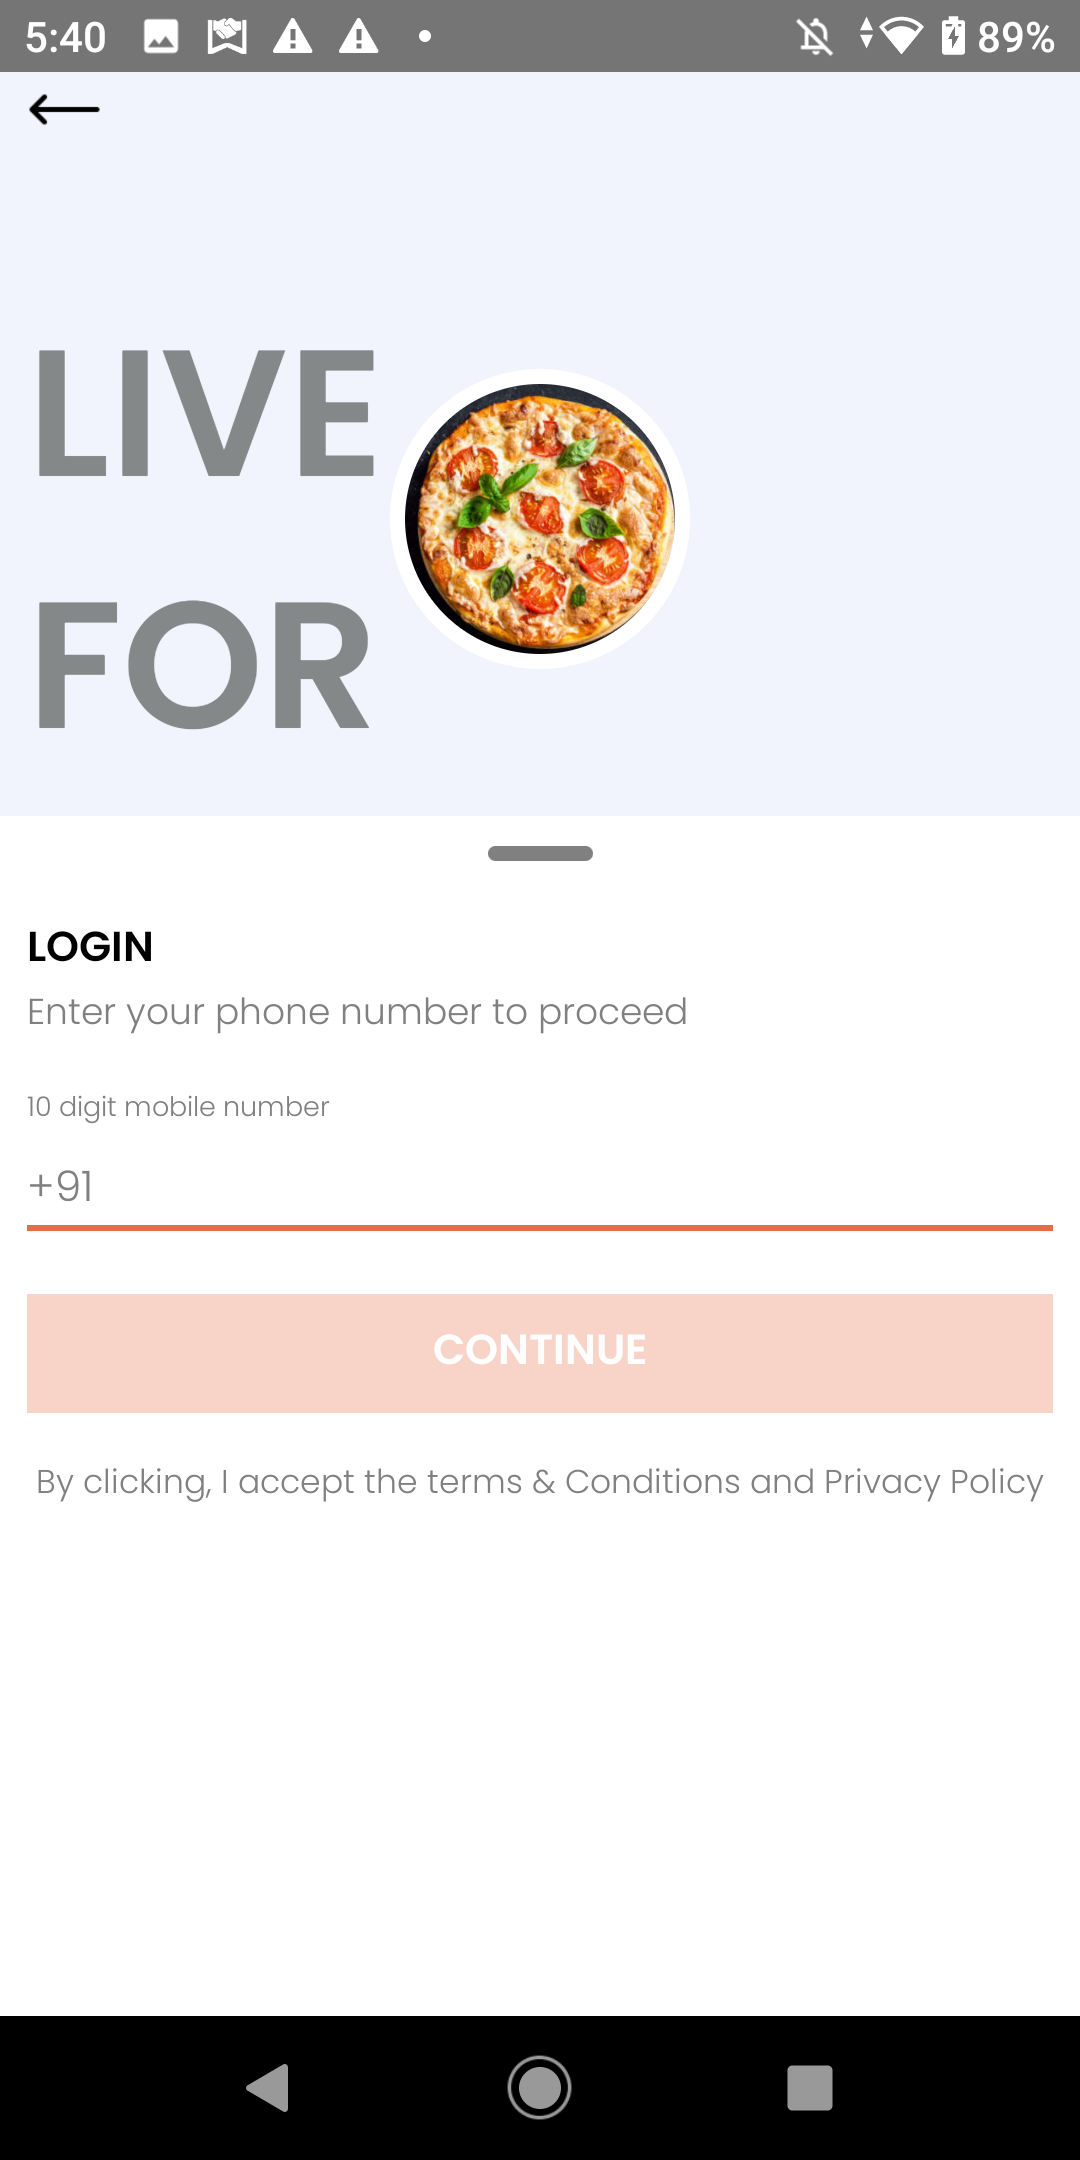 5:40
89%
LIVE
FOR
LOGIN
Enter your phone number to proceed
10 digit mobile number
+91
CONTINUE
By clicking, I accept the terms & Conditions and Privacy Policy